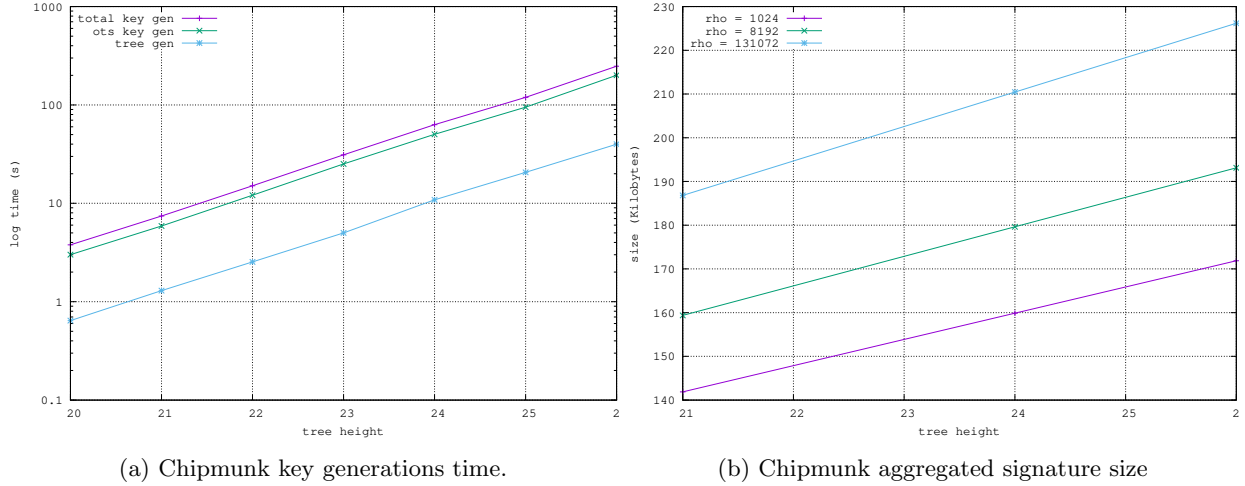 1000
total key gen
ots key gen
tree gen
100
10
1
0.1
log time (s)
20 21 22 23 24 25 2
tree height
(a) Chipmunk key generations time.
230
rho = 1024
rho = 8192
rho = 131072
220
210
200
190
180
170
160
150
140
size (Kilobytes)
21 22 23 24 25 2
tree height
(b) Chipmunk aggregated signature size